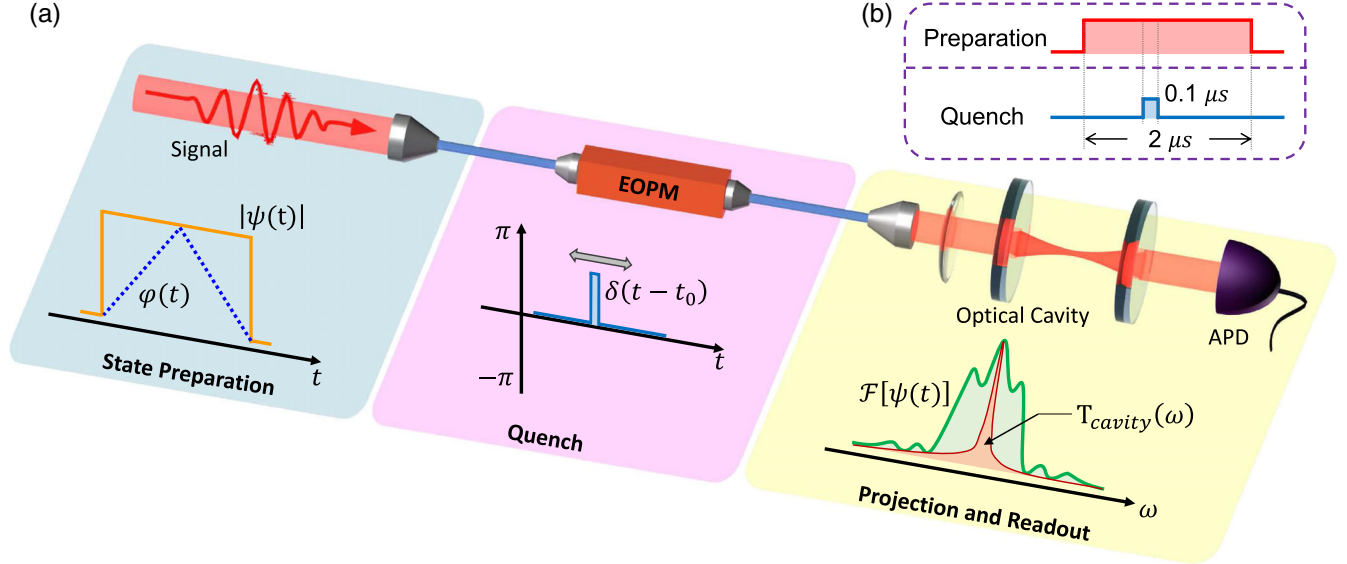 (a)
Signal
|ψ(t)|
φ(t)
t
State Preparation
EOPM
π
δ(t − t₀)
−π
t
Quench
Optical Cavity
APD
ℱ[ψ(t)]
T_cavity(ω)
ω
Projection and Readout
(b)
Preparation
Quench
0.1 μs
2 μs